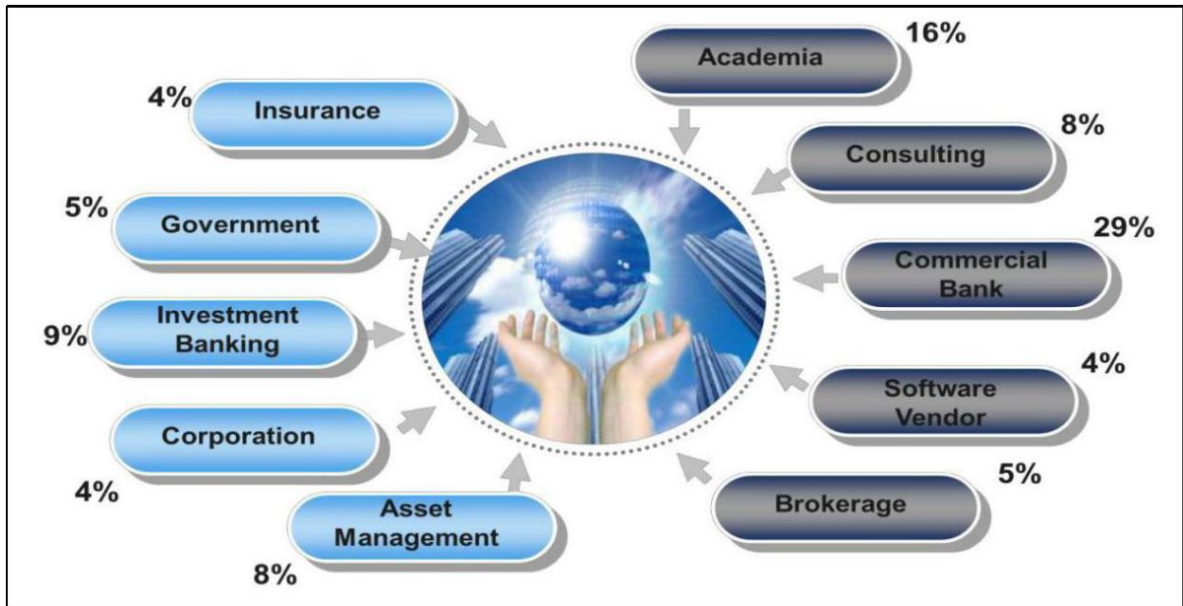 16%
Academia
4%
Insurance
8%
Consulting
5%
Government
29%
Commercial
Bank
9%
Investment
Banking
4%
Software
Vendor
Corporation
4%
5%
Brokerage
Asset
Management
8%